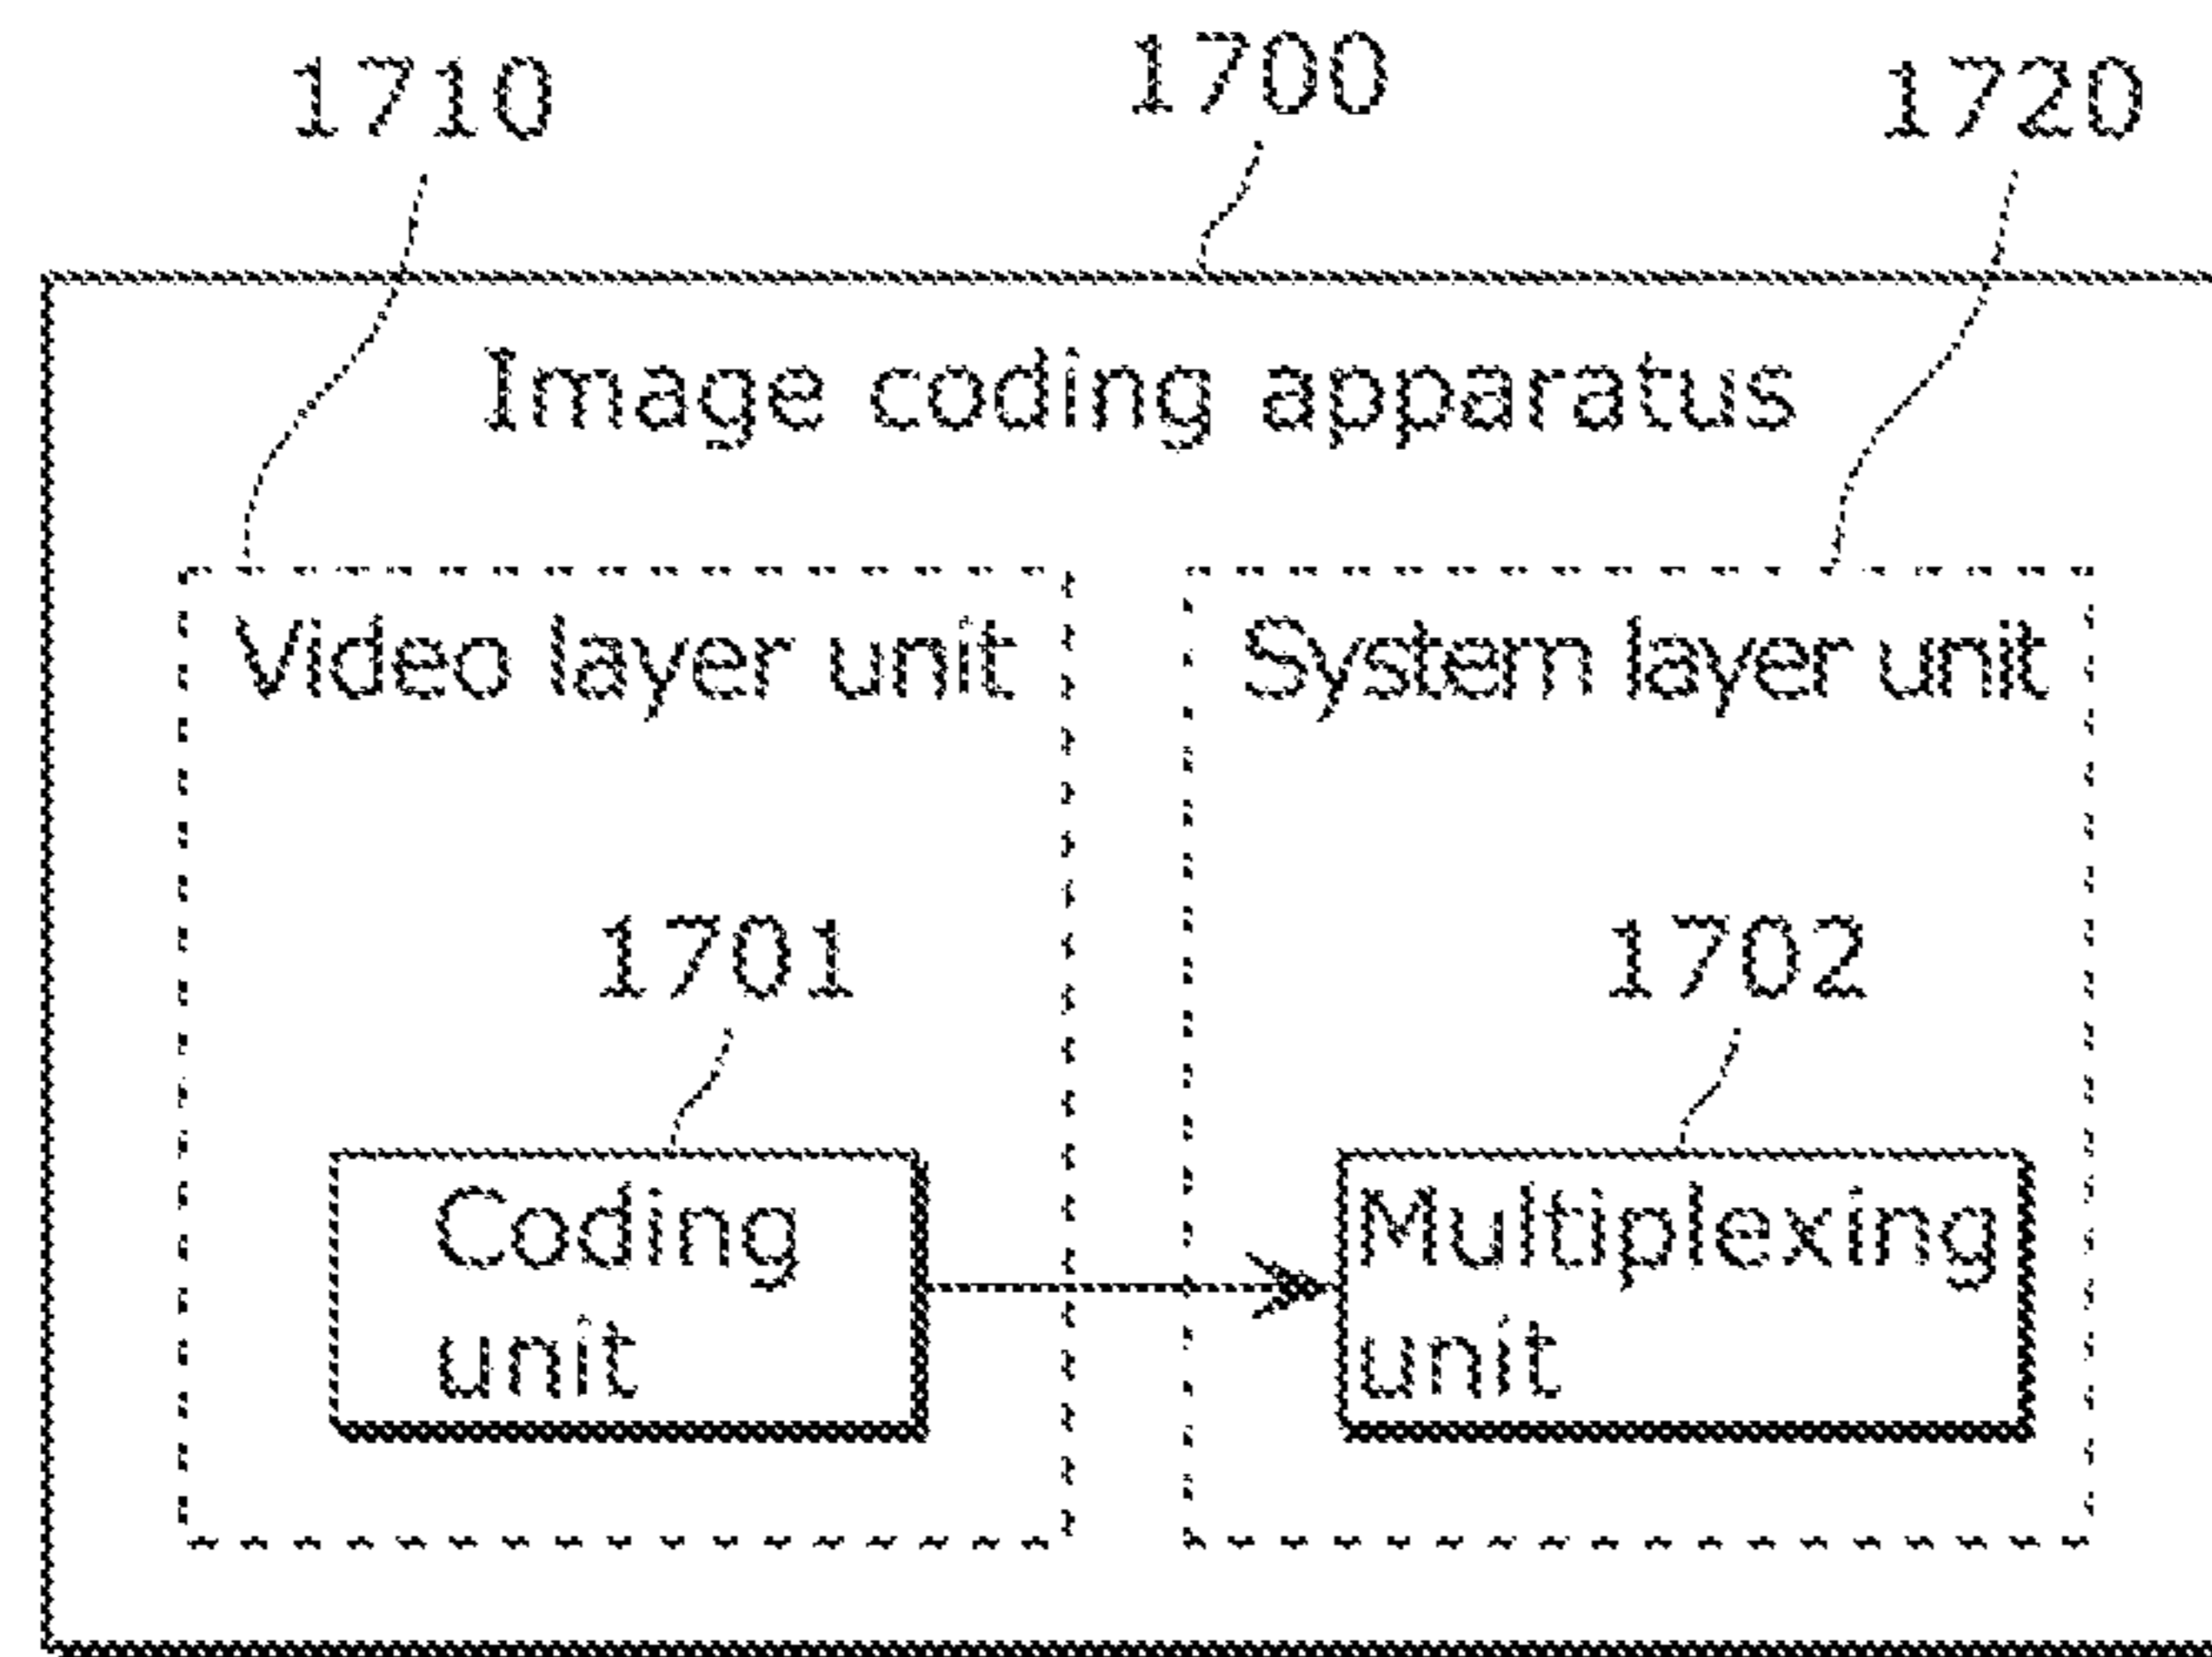 1710 1700 1720
Image coding apparatus
Video layer unit
System layer unit
1701
1702
Coding
unit
Multiplexing
unit